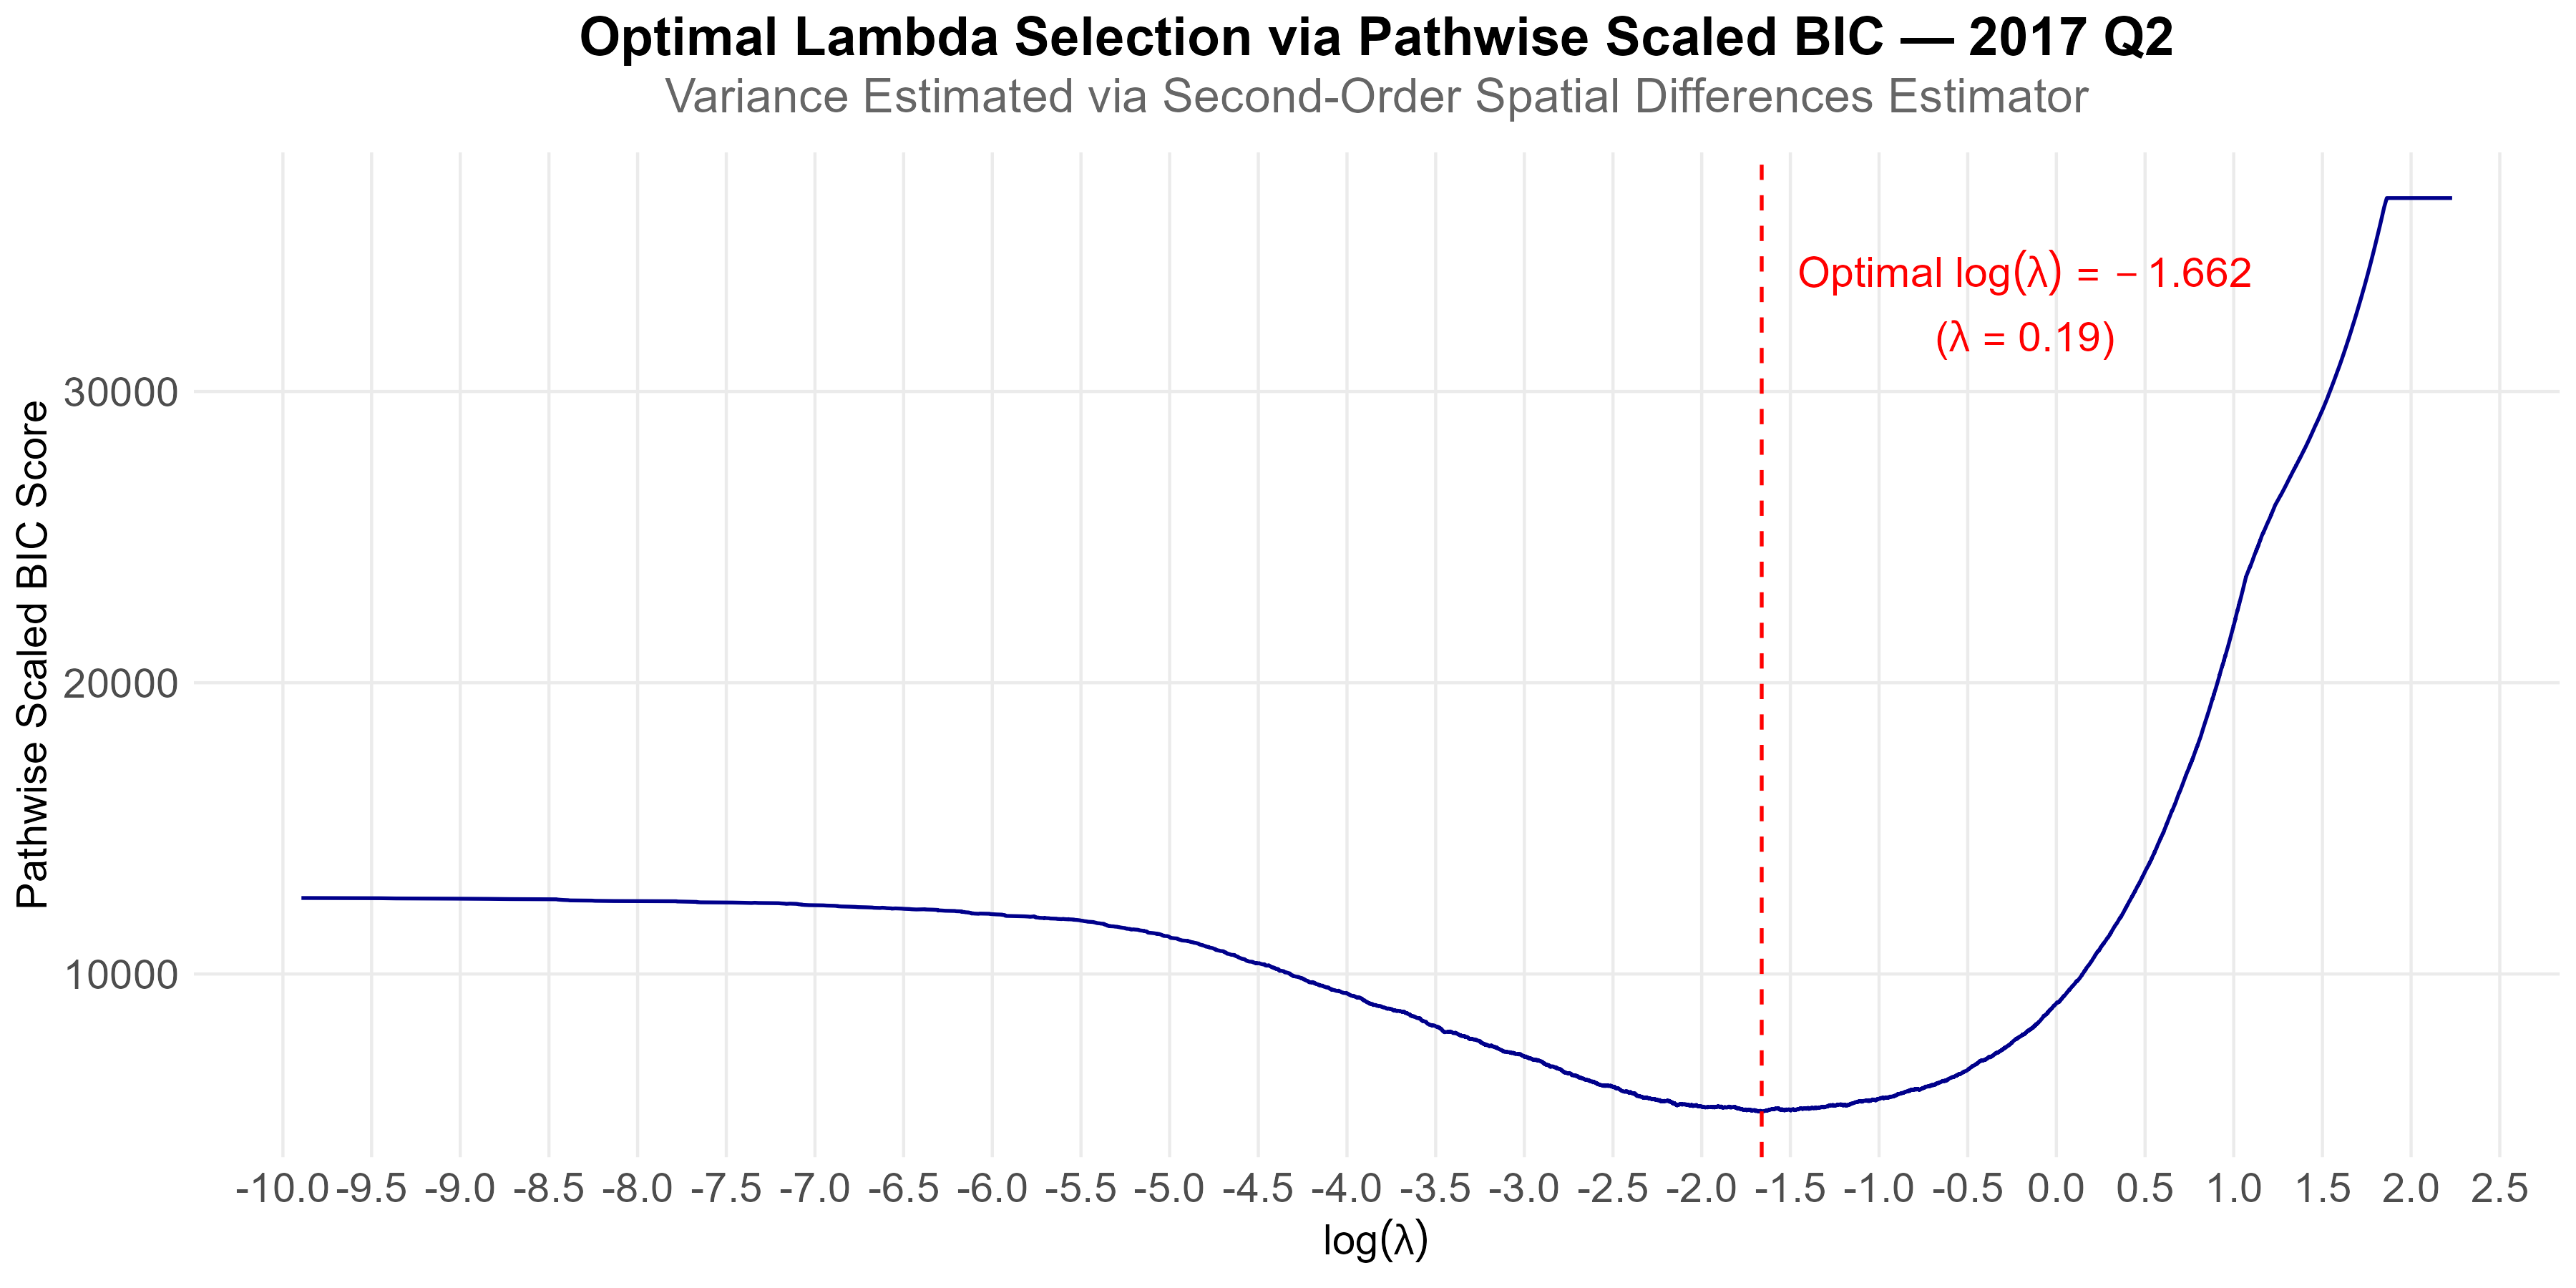 Optimal Lambda Selection via Pathwise Scaled BIC — 2017 Q2
Variance Estimated via Second-Order Spatial Differences Estimator
Optimal log(λ) = − 1.662
(λ = 0.19)
Pathwise Scaled BIC Score
30000
20000
10000
-10.0 -9.5 -9.0 -8.5 -8.0 -7.5 -7.0 -6.5 -6.0 -5.5 -5.0 -4.5 -4.0 -3.5 -3.0 -2.5 -2.0 -1.5 -1.0 -0.5 0.0 0.5 1.0 1.5 2.0 2.5
log(λ)